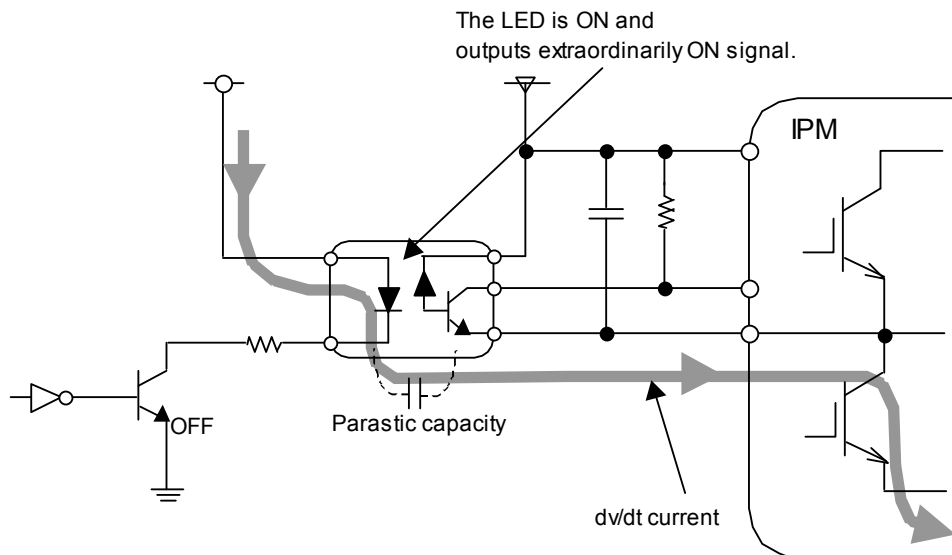 The LED is ON and
outputs extraordinarily ON signal.
IPM
OFF
Parastic capacity
dv/dt current